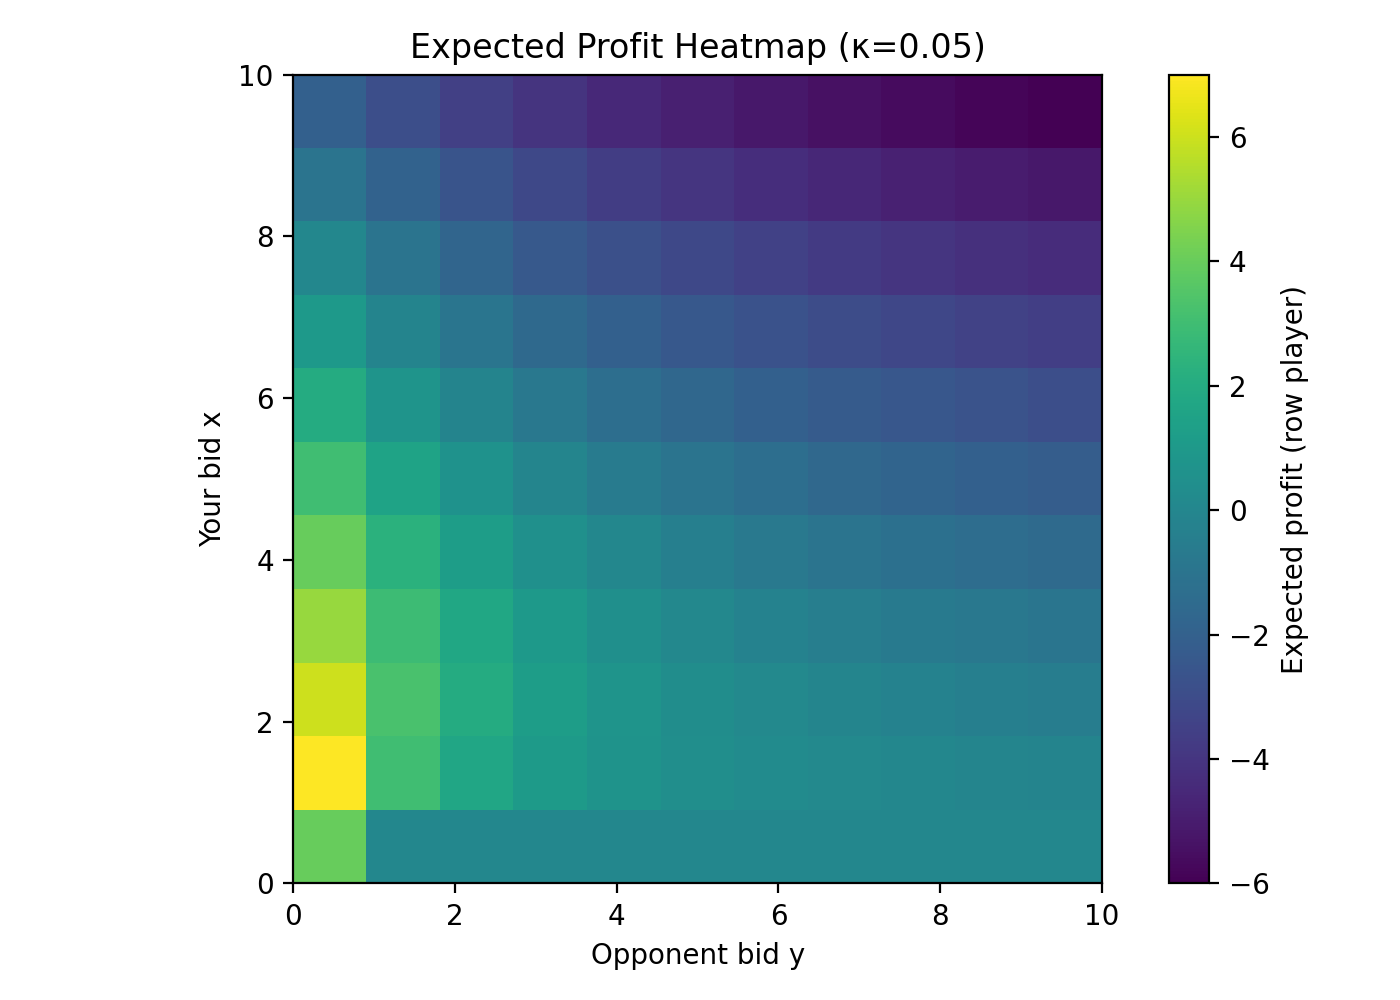 Expected Profit Heatmap (κ=0.05)
10
8
6
4
2
0
Your bid x
0 2 4 6 8 10
Opponent bid y
6
4
2
0
−2
−4
−6
Expected profit (row player)